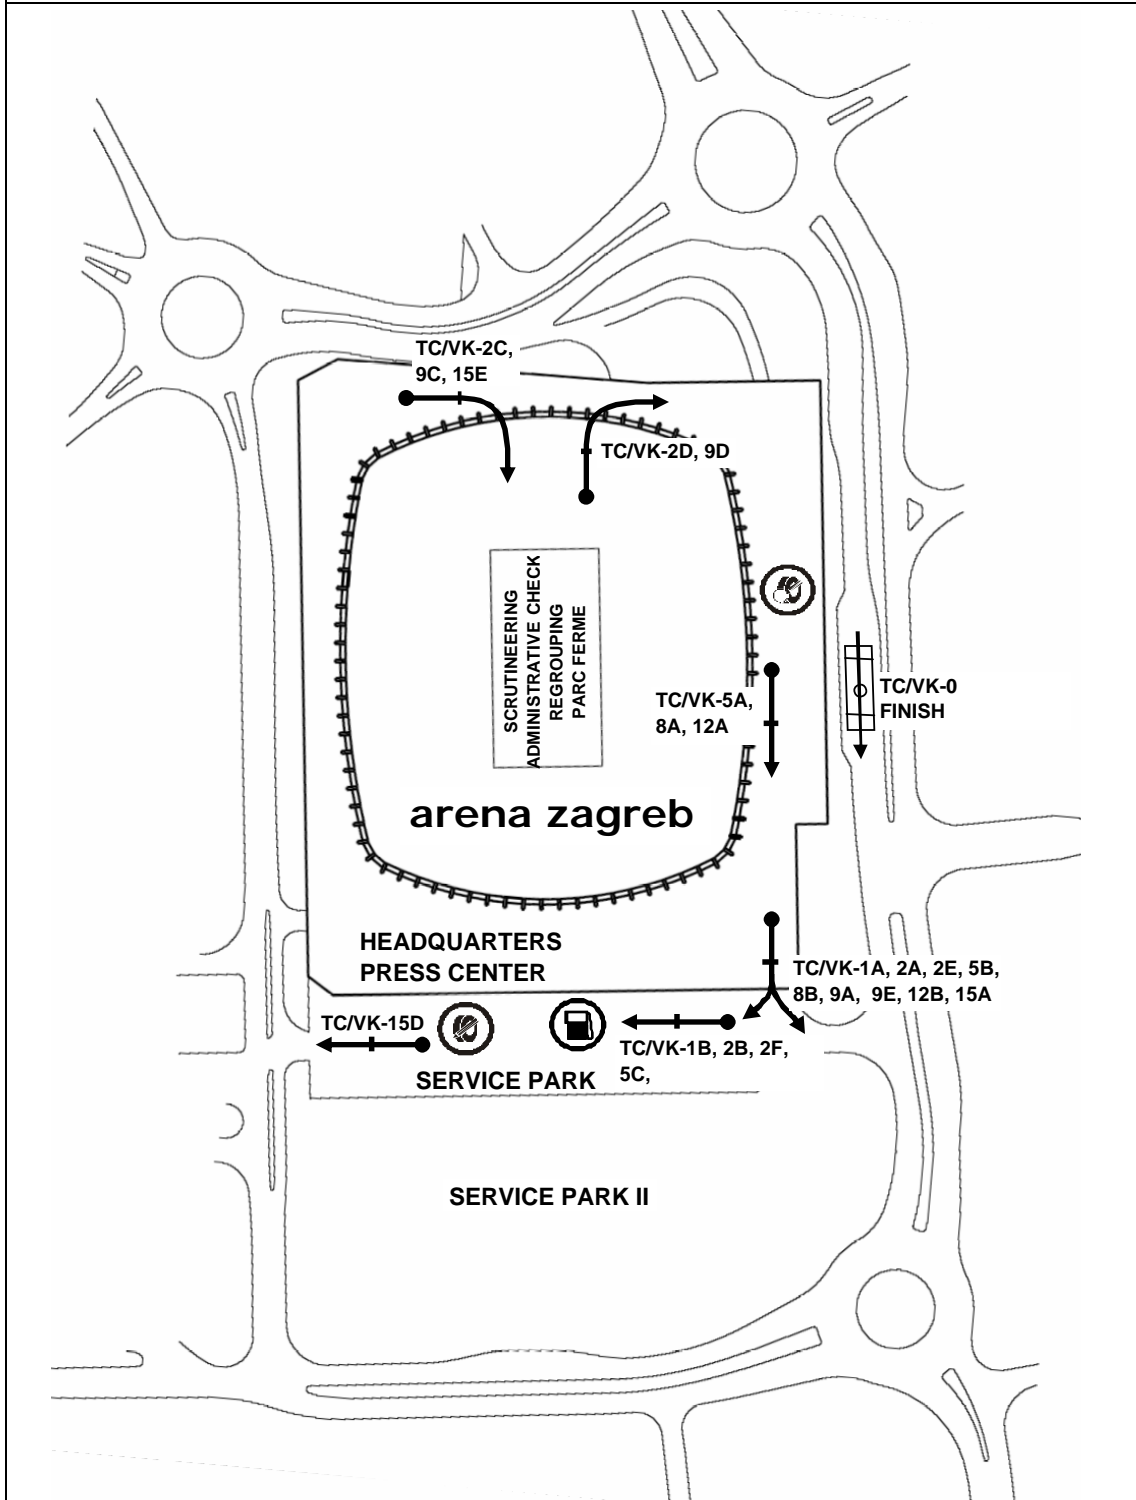 TC/VK-2C,
9C, 15E
TC/VK-2D, 9D
SCRUTINEERING
ADMINISTRATIVE CHECK
REGROUPING
PARC FERME
TC/VK-5A,
8A, 12A
TC/VK-0
FINISH
arena zagreb
HEADQUARTERS
PRESS CENTER
TC/VK-1A, 2A, 2E, 5B,
8B, 9A, 9E, 12B, 15A
TC/VK-15D
TC/VK-1B, 2B, 2F,
5C,
SERVICE PARK
SERVICE PARK II